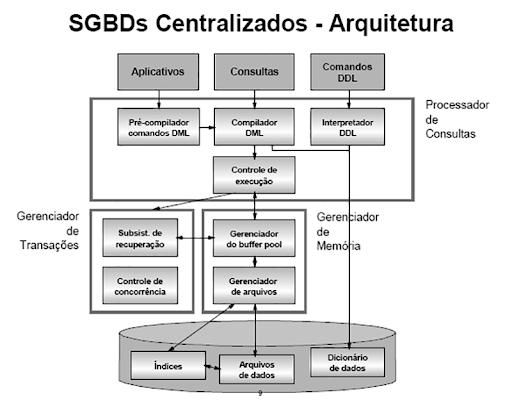 SGBDs Centralizados - Arquitetura
Aplicativos
Consultas
Comandos
DDL
Processador
de
Consultas
Pré-compilador
comandos DML
Compilador
DML
Interpretador
DDL
Controle de
execução
Gerenciador
de
Transações
Subsist. de
recuperação
Gerenciador
do buffer pool
Gerenciador
de
Memória
Controle de
concorrência
Gerenciador
de arquivos
Índices
Arquivos
de dados
Dicionário
de dados
9